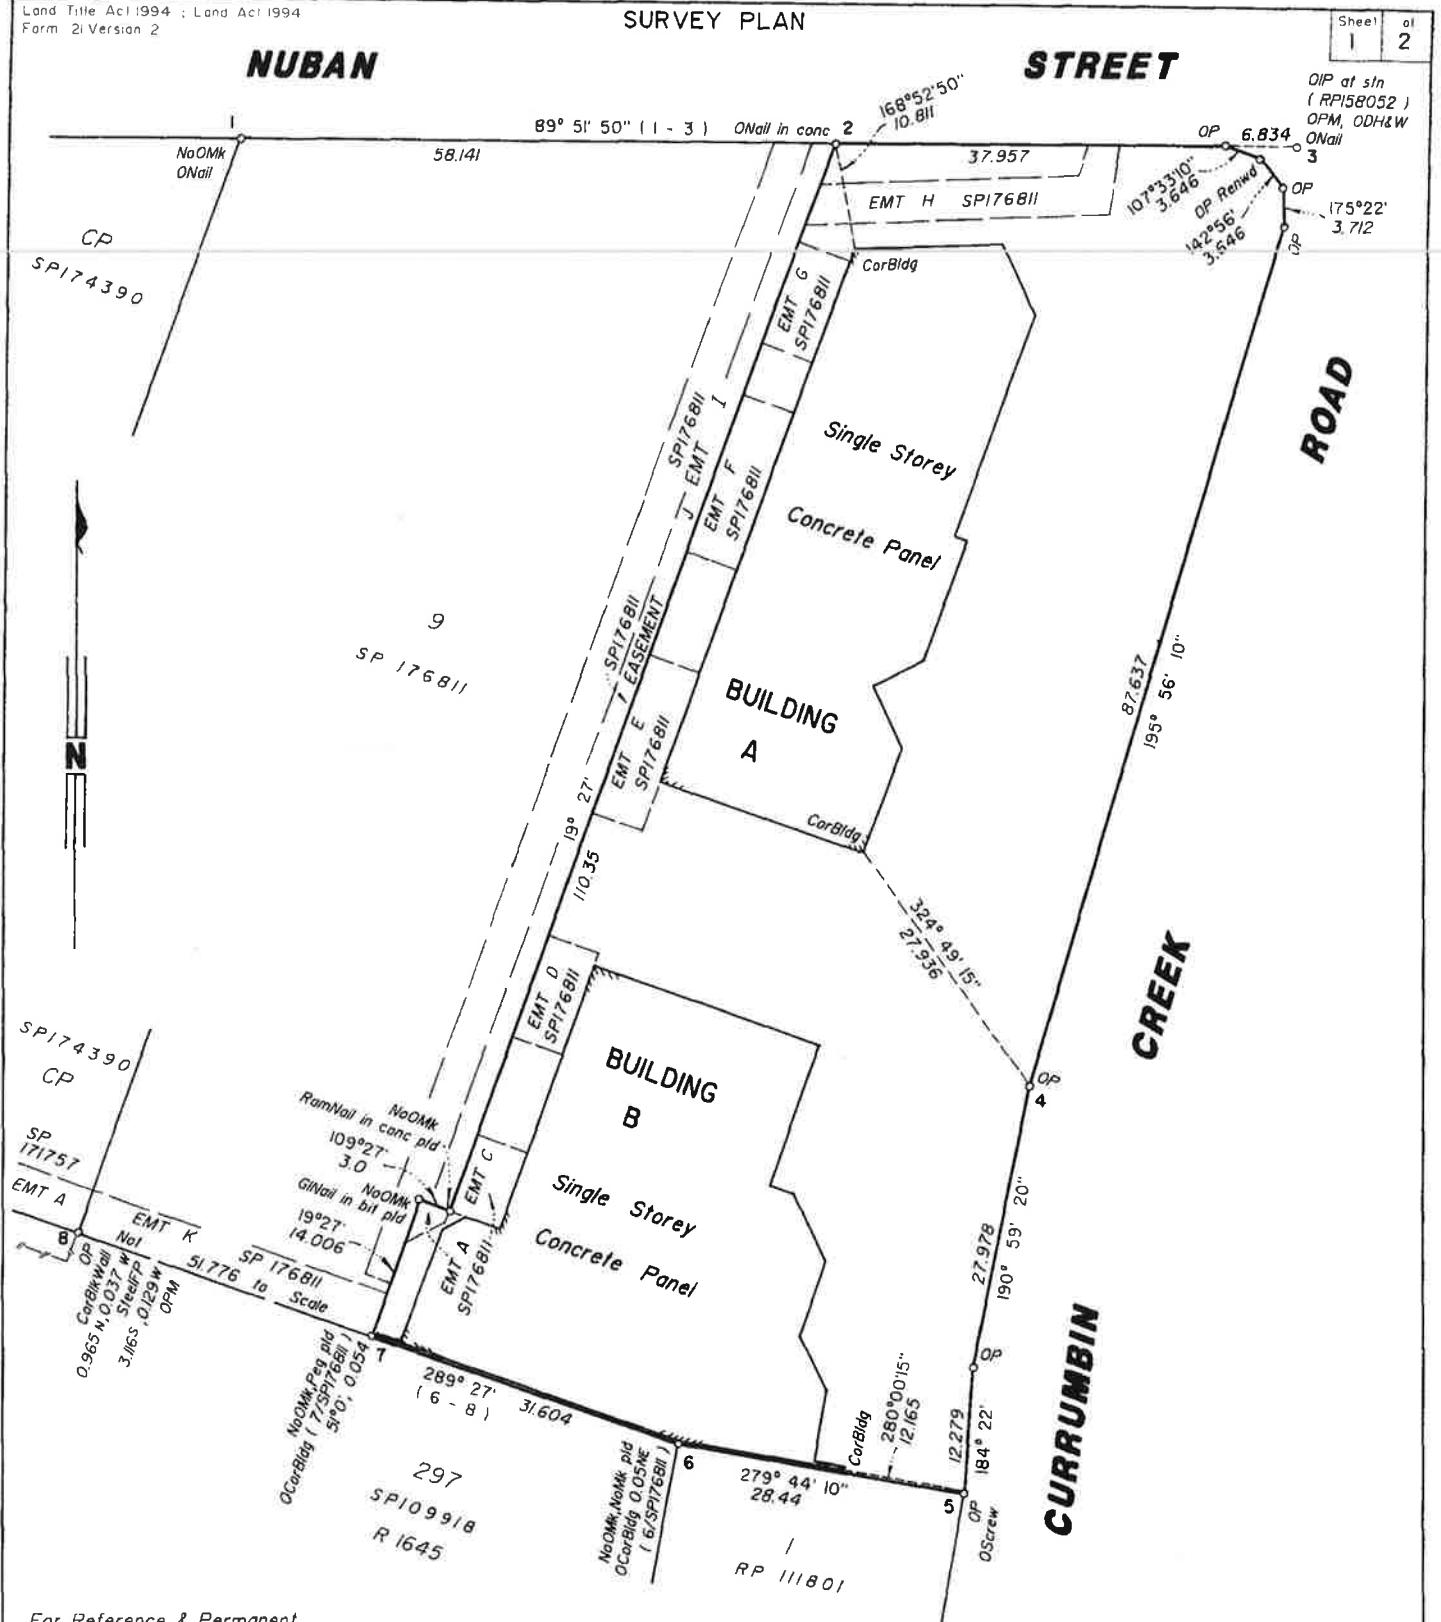 Land Title Act 1994 ; Land Act 1994
Form 21 Version 2
SURVEY PLAN
Sheet
1
of
2
NUBAN
STREET
OIP at stn
( RP158052 )
OPM, ODH&W
ONail
3
1
NoOMk
ONail
89° 51' 50" ( 1 - 3 )
58.141
ONail in conc
2
168°52'50"
10.811
37.957
OP
6.834
107°33'10"
3.646
OP Renwd
142°56'
3.646
OP
175°22'
3.712
OP
EMT H SP176811
CP
SP174390
CorBldg
EMT G
SP176811
ROAD
SP176811
J EMT I
EMT F
SP176811
Single Storey
Concrete Panel
9
SP 176811
SP176811
EASEMENT
EMT E
SP176811
BUILDING
A
87.637
195° 56' 10"
N
19° 27'
110.35
CorBldg
324° 49' 15"
27.936
CREEK
EMT D
SP176811
SP174390
CP
BUILDING
B
OP
4
SP
171757
EMT A
NoOMk
RamNail in conc pld
109°27'
3.0
NoOMk
GINail in bit pld
19°27'
14.006
EMT C
EMT A
SP176811
Single Storey
Concrete Panel
EMT K
SP 176811
8
OP
CorBlkWall
0.965 N, 0.037 W
SteelFP
3.116S , 0.129W
OPM
Not 51.776 to Scale
27.978
190° 59' 20"
7
NoOMk,Peg pld
OCorBldg ( 7/SP176811 )
51°0', 0.054
289° 27'
( 6 - 8 )
31.604
OP
CURRUMBIN
12.279
184° 22'
CorBldg
280°00'15"
12.165
6
NoOMk,NoMk pld
OCorBldg 0.05NE
( 6/SP176811 )
279° 44' 10"
28.44
5
OP
OScrew
297
SP109918
R 1645
1
RP 111801
For Reference & Permanent